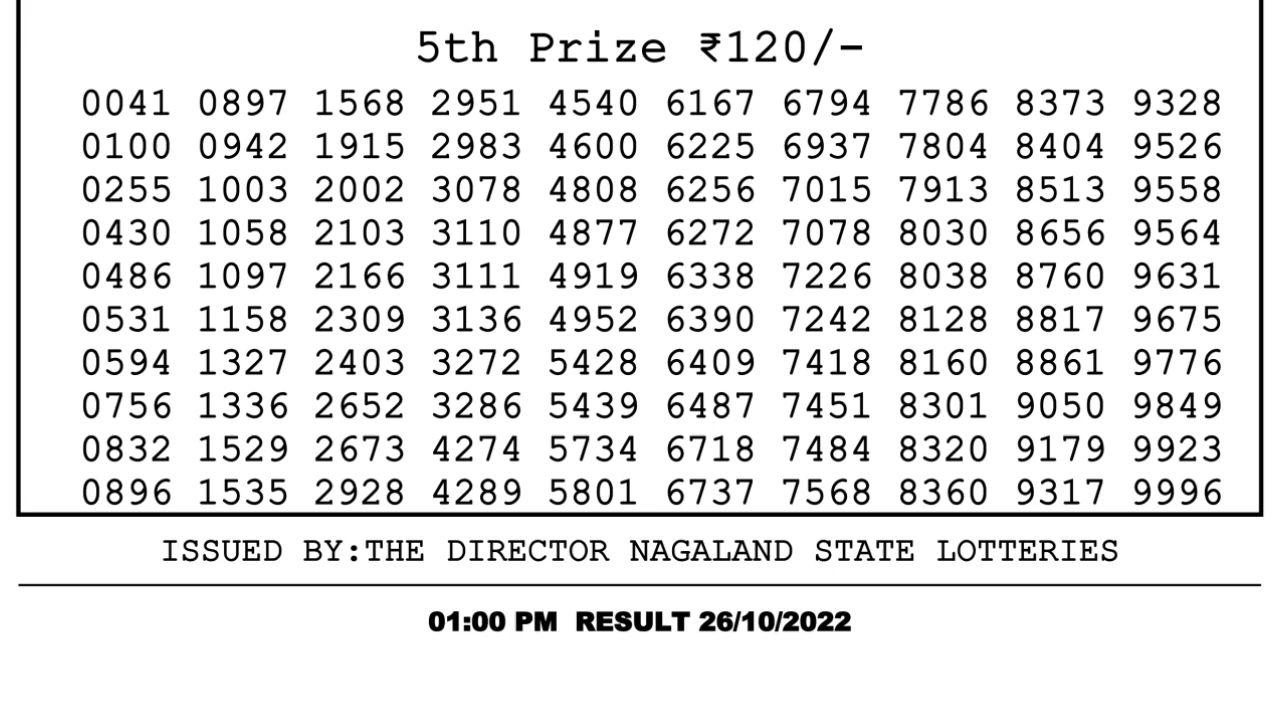 5th Prize ₹120/-
0041 0897 1568 2951 4540 6167 6794 7786 8373 9328
0100 0942 1915 2983 4600 6225 6937 7804 8404 9526
0255 1003 2002 3078 4808 6256 7015 7913 8513 9558
0430 1058 2103 3110 4877 6272 7078 8030 8656 9564
0486 1097 2166 3111 4919 6338 7226 8038 8760 9631
0531 1158 2309 3136 4952 6390 7242 8128 8817 9675
0594 1327 2403 3272 5428 6409 7418 8160 8861 9776
0756 1336 2652 3286 5439 6487 7451 8301 9050 9849
0832 1529 2673 4274 5734 6718 7484 8320 9179 9923
0896 1535 2928 4289 5801 6737 7568 8360 9317 9996
ISSUED BY:THE DIRECTOR NAGALAND STATE LOTTERIES
01:00 PM RESULT 26/10/2022